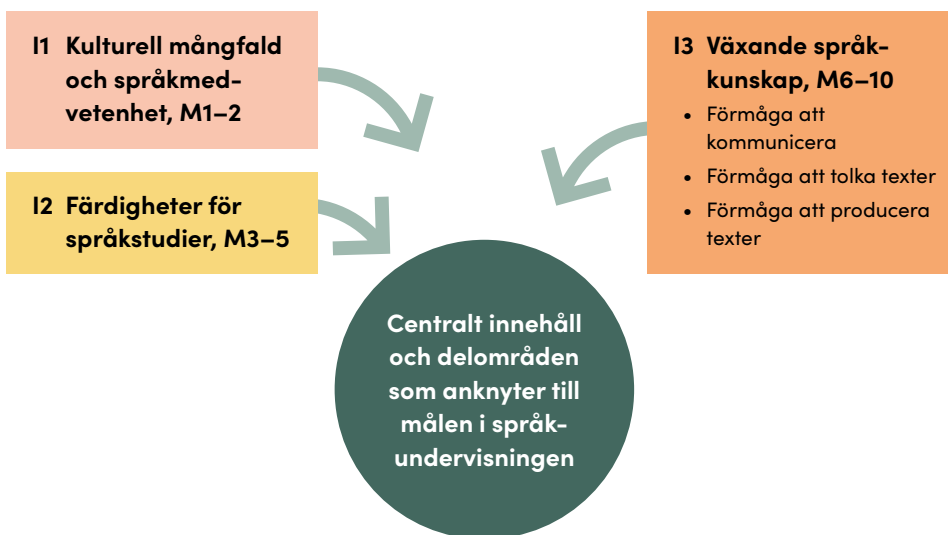 I1 Kulturell mångfald
och språkmed-
vetenhet, M1–2
I2 Färdigheter för
språkstudier, M3–5
I3 Växande språk-
kunskap, M6–10
• Förmåga att
kommunicera
• Förmåga att tolka texter
• Förmåga att producera
texter
Centralt innehåll
och delområden
som anknyter till
målen i språk-
undervisningen